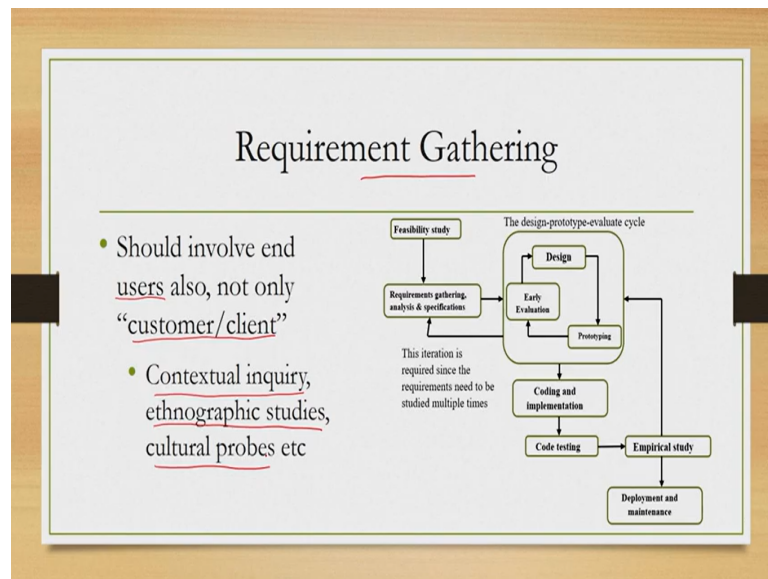 Requirement Gathering
• Should involve end
users also, not only
“customer/client”
• Contextual inquiry,
ethnographic studies,
cultural probes etc
The design-prototype-evaluate cycle
Feasibility study
Design
Requirements gathering,
analysis & specifications
Early
Evaluation
Prototyping
This iteration is
required since the
requirements need to be
studied multiple times
Coding and
implementation
Code testing
Empirical study
Deployment and
maintenance